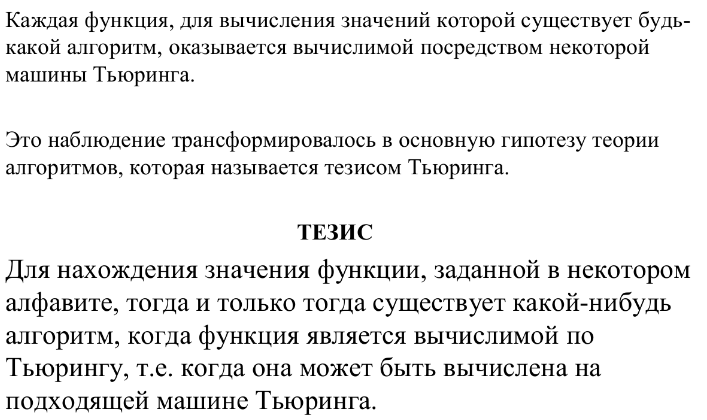 Каждая функция, для вычисления значений которой существует будь-
какой алгоритм, оказывается вычислимой посредством некоторой
машины Тьюринга.
Это наблюдение трансформировалось в основную гипотезу теории
алгоритмов, которая называется тезисом Тьюринга.
ТЕЗИС
Для нахождения значения функции, заданной в некотором
алфавите, тогда и только тогда существует какой-нибудь
алгоритм, когда функция является вычислимой по
Тьюрингу, т.е. когда она может быть вычислена на
подходящей машине Тьюринга.